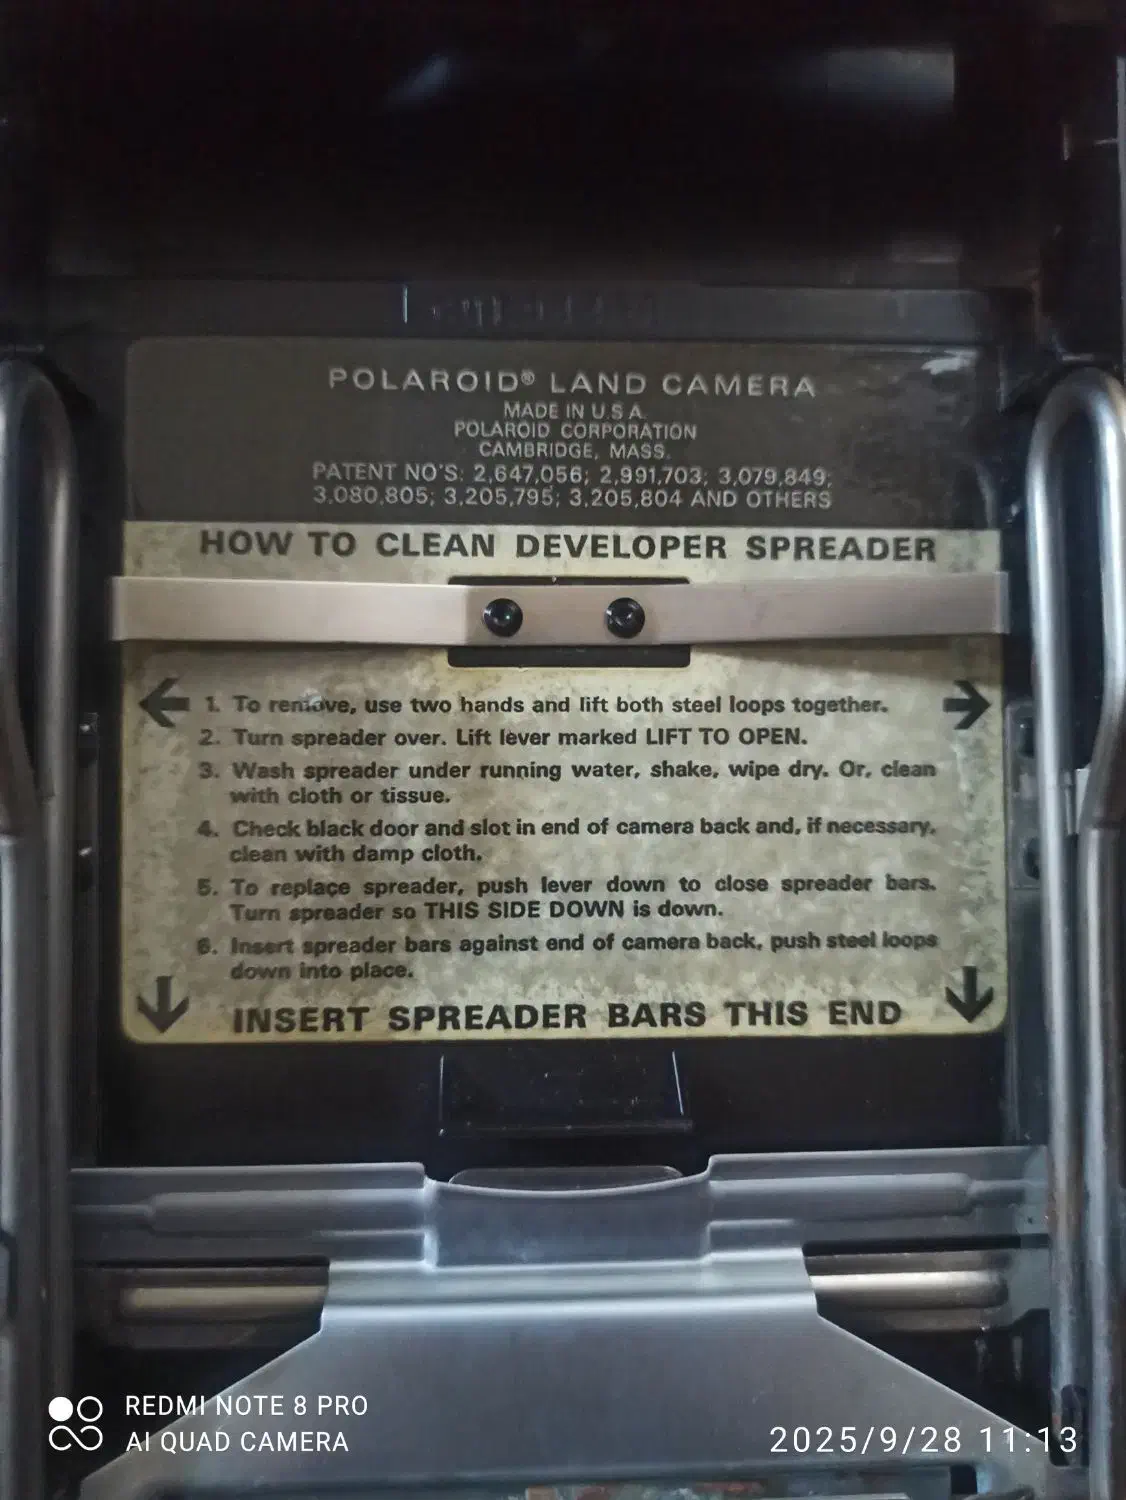 POLAROID® LAND CAMERA
MADE IN U.S.A.
POLAROID CORPORATION
CAMBRIDGE, MASS.
PATENT NO'S: 2,647,056; 2,991,703; 3,079,849;
3,080,805; 3,205,795; 3,205,804 AND OTHERS
HOW TO CLEAN DEVELOPER SPREADER
1. To remove, use two hands and lift both steel loops together.
2. Turn spreader over. Lift lever marked LIFT TO OPEN.
3. Wash spreader under running water, shake, wipe dry. Or, clean
with cloth or tissue.
4. Check black door and slot in end of camera back and, if necessary,
clean with damp cloth.
5. To replace spreader, push lever down to close spreader bars.
Turn spreader so THIS SIDE DOWN is down.
6. Insert spreader bars against end of camera back, push steel loops
down into place.
INSERT SPREADER BARS THIS END
REDMI NOTE 8 PRO
AI QUAD CAMERA
2025/9/28 11:13